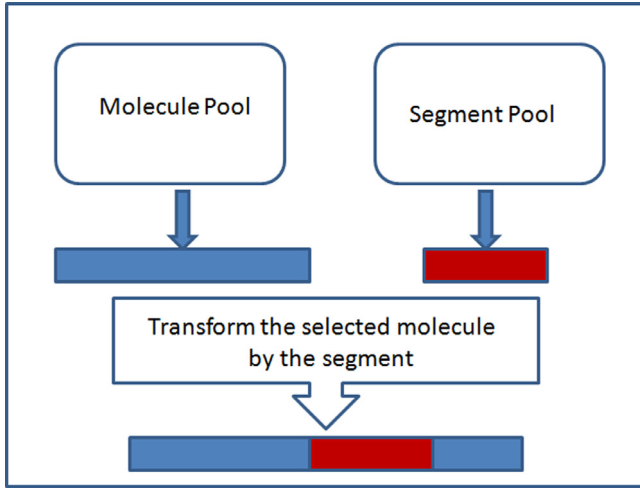 Molecule Pool
Segment Pool
Transform the selected molecule
by the segment